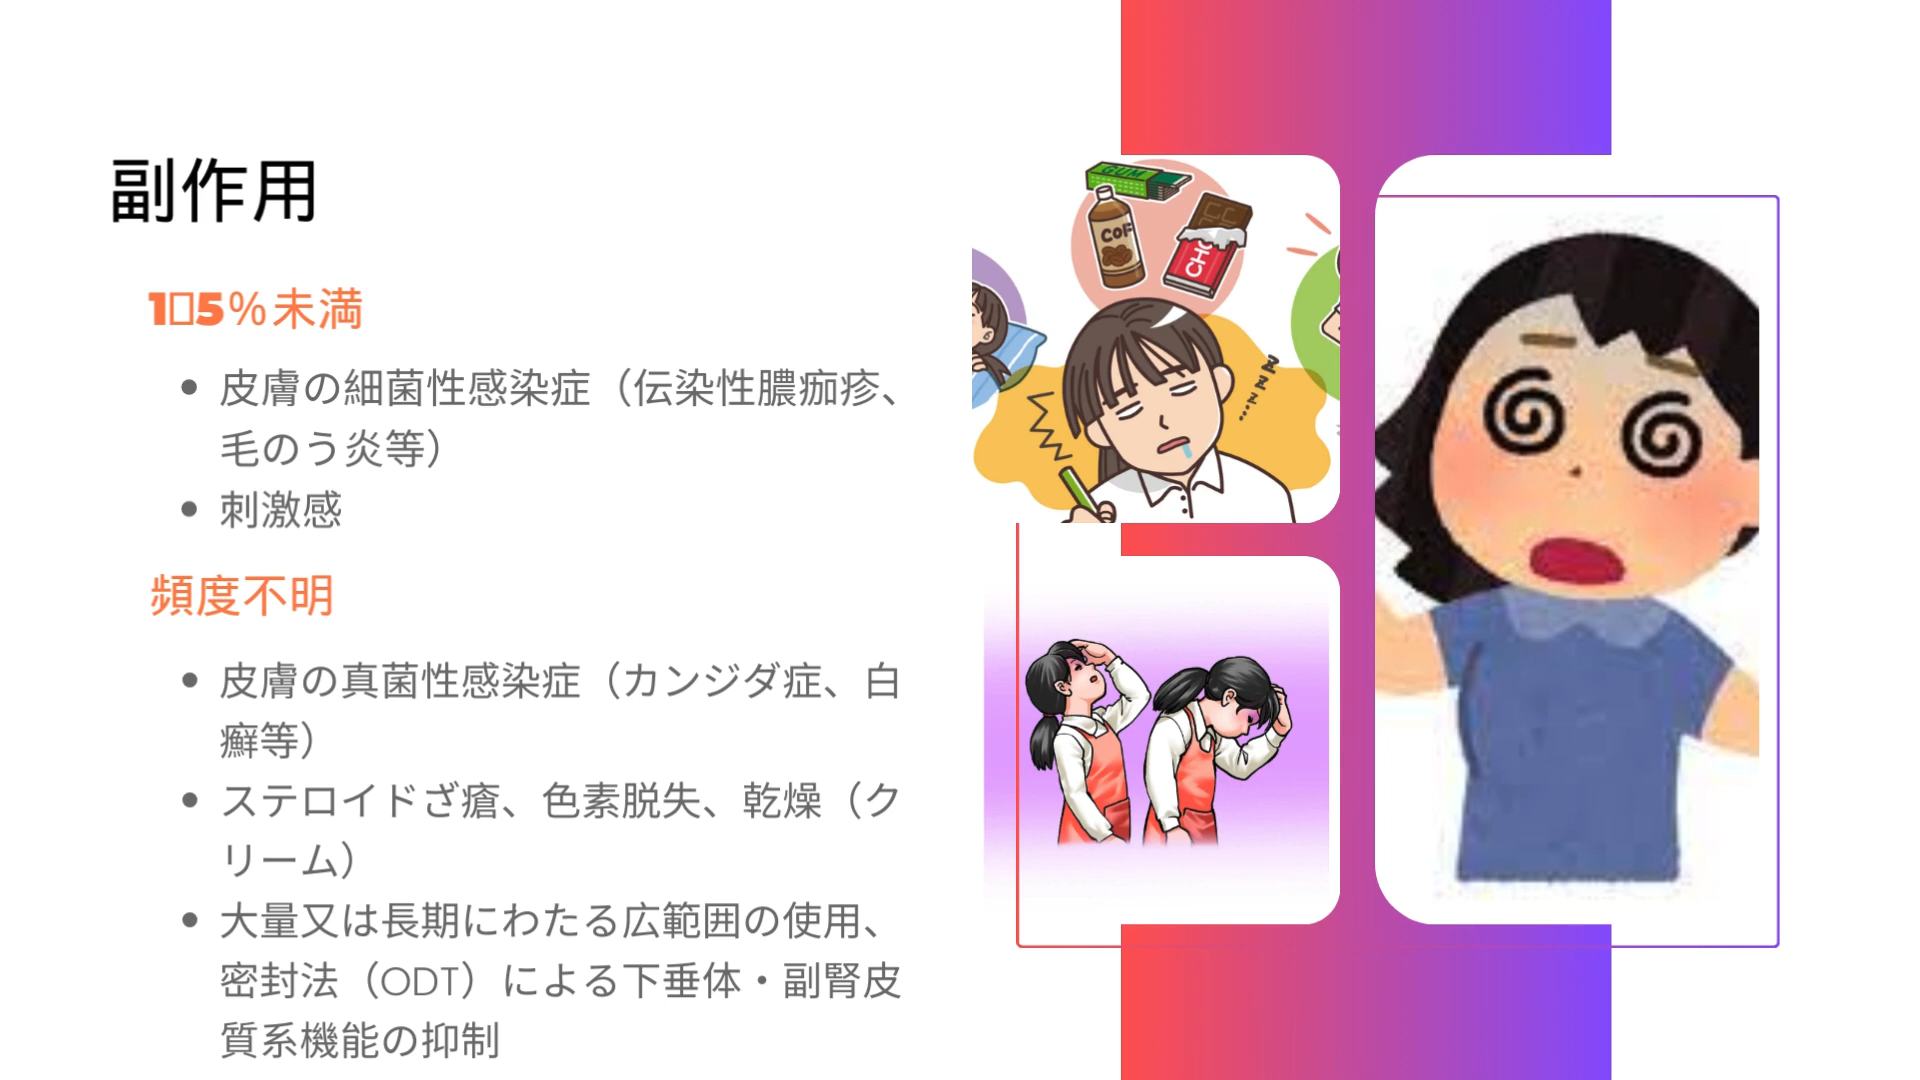 副作用
1□5%未満
• 皮膚の細菌性感染症（伝染性膿痂疹、
毛のう炎等）
• 刺激感
頻度不明
• 皮膚の真菌性感染症（カンジダ症、白
癬等）
• ステロイドざ瘡、色素脱失、乾燥（ク
リーム）
• 大量又は長期にわたる広範囲の使用、
密封法（ODT）による下垂体・副腎皮
質系機能の抑制
GUM
COF
CHO
ZZZZ...